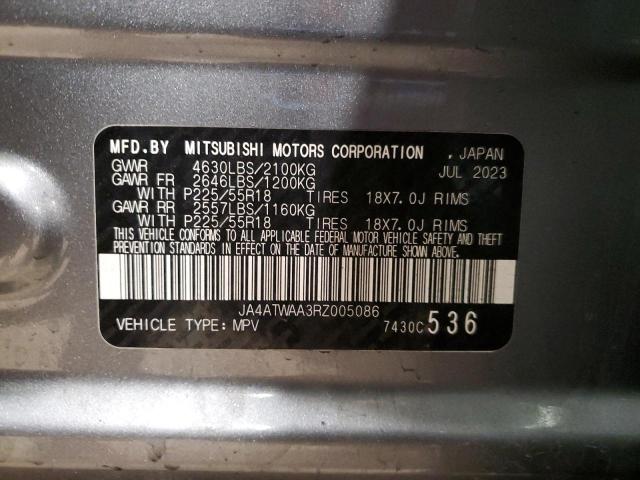 MFD.BY MITSUBISHI MOTORS CORPORATION . JAPAN
GVWR 4630LBS/2100KG JUL 2023
GAWR FR 2646LBS/1200KG
WITH P225/55R18 TIRES 18X7.0J RIMS
GAWR RR 2557LBS/1160KG
WITH P225/55R18 TIRES 18X7.0J RIMS
THIS VEHICLE CONFORMS TO ALL APPLICABLE FEDERAL MOTOR VEHICLE SAFETY AND THEFT
PREVENTION STANDARDS IN EFFECT ON THE DATE OF MANUFACTURE SHOWN ABOVE.
JA4ATWAA3RZ005086
VEHICLE TYPE: MPV 7430C 536